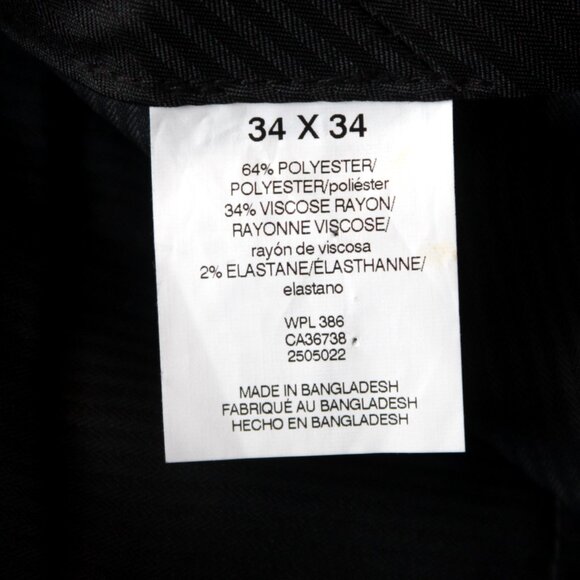 34 X 34
64% POLYESTER/
POLYESTER/poliéster
34% VISCOSE RAYON/
RAYONNE VISCOSE/
rayón de viscosa
2% ELASTANE/ÉLASTHANNE/
elastano
WPL 386
CA36738
2505022
MADE IN BANGLADESH
FABRIQUÉ AU BANGLADESH
HECHO EN BANGLADESH